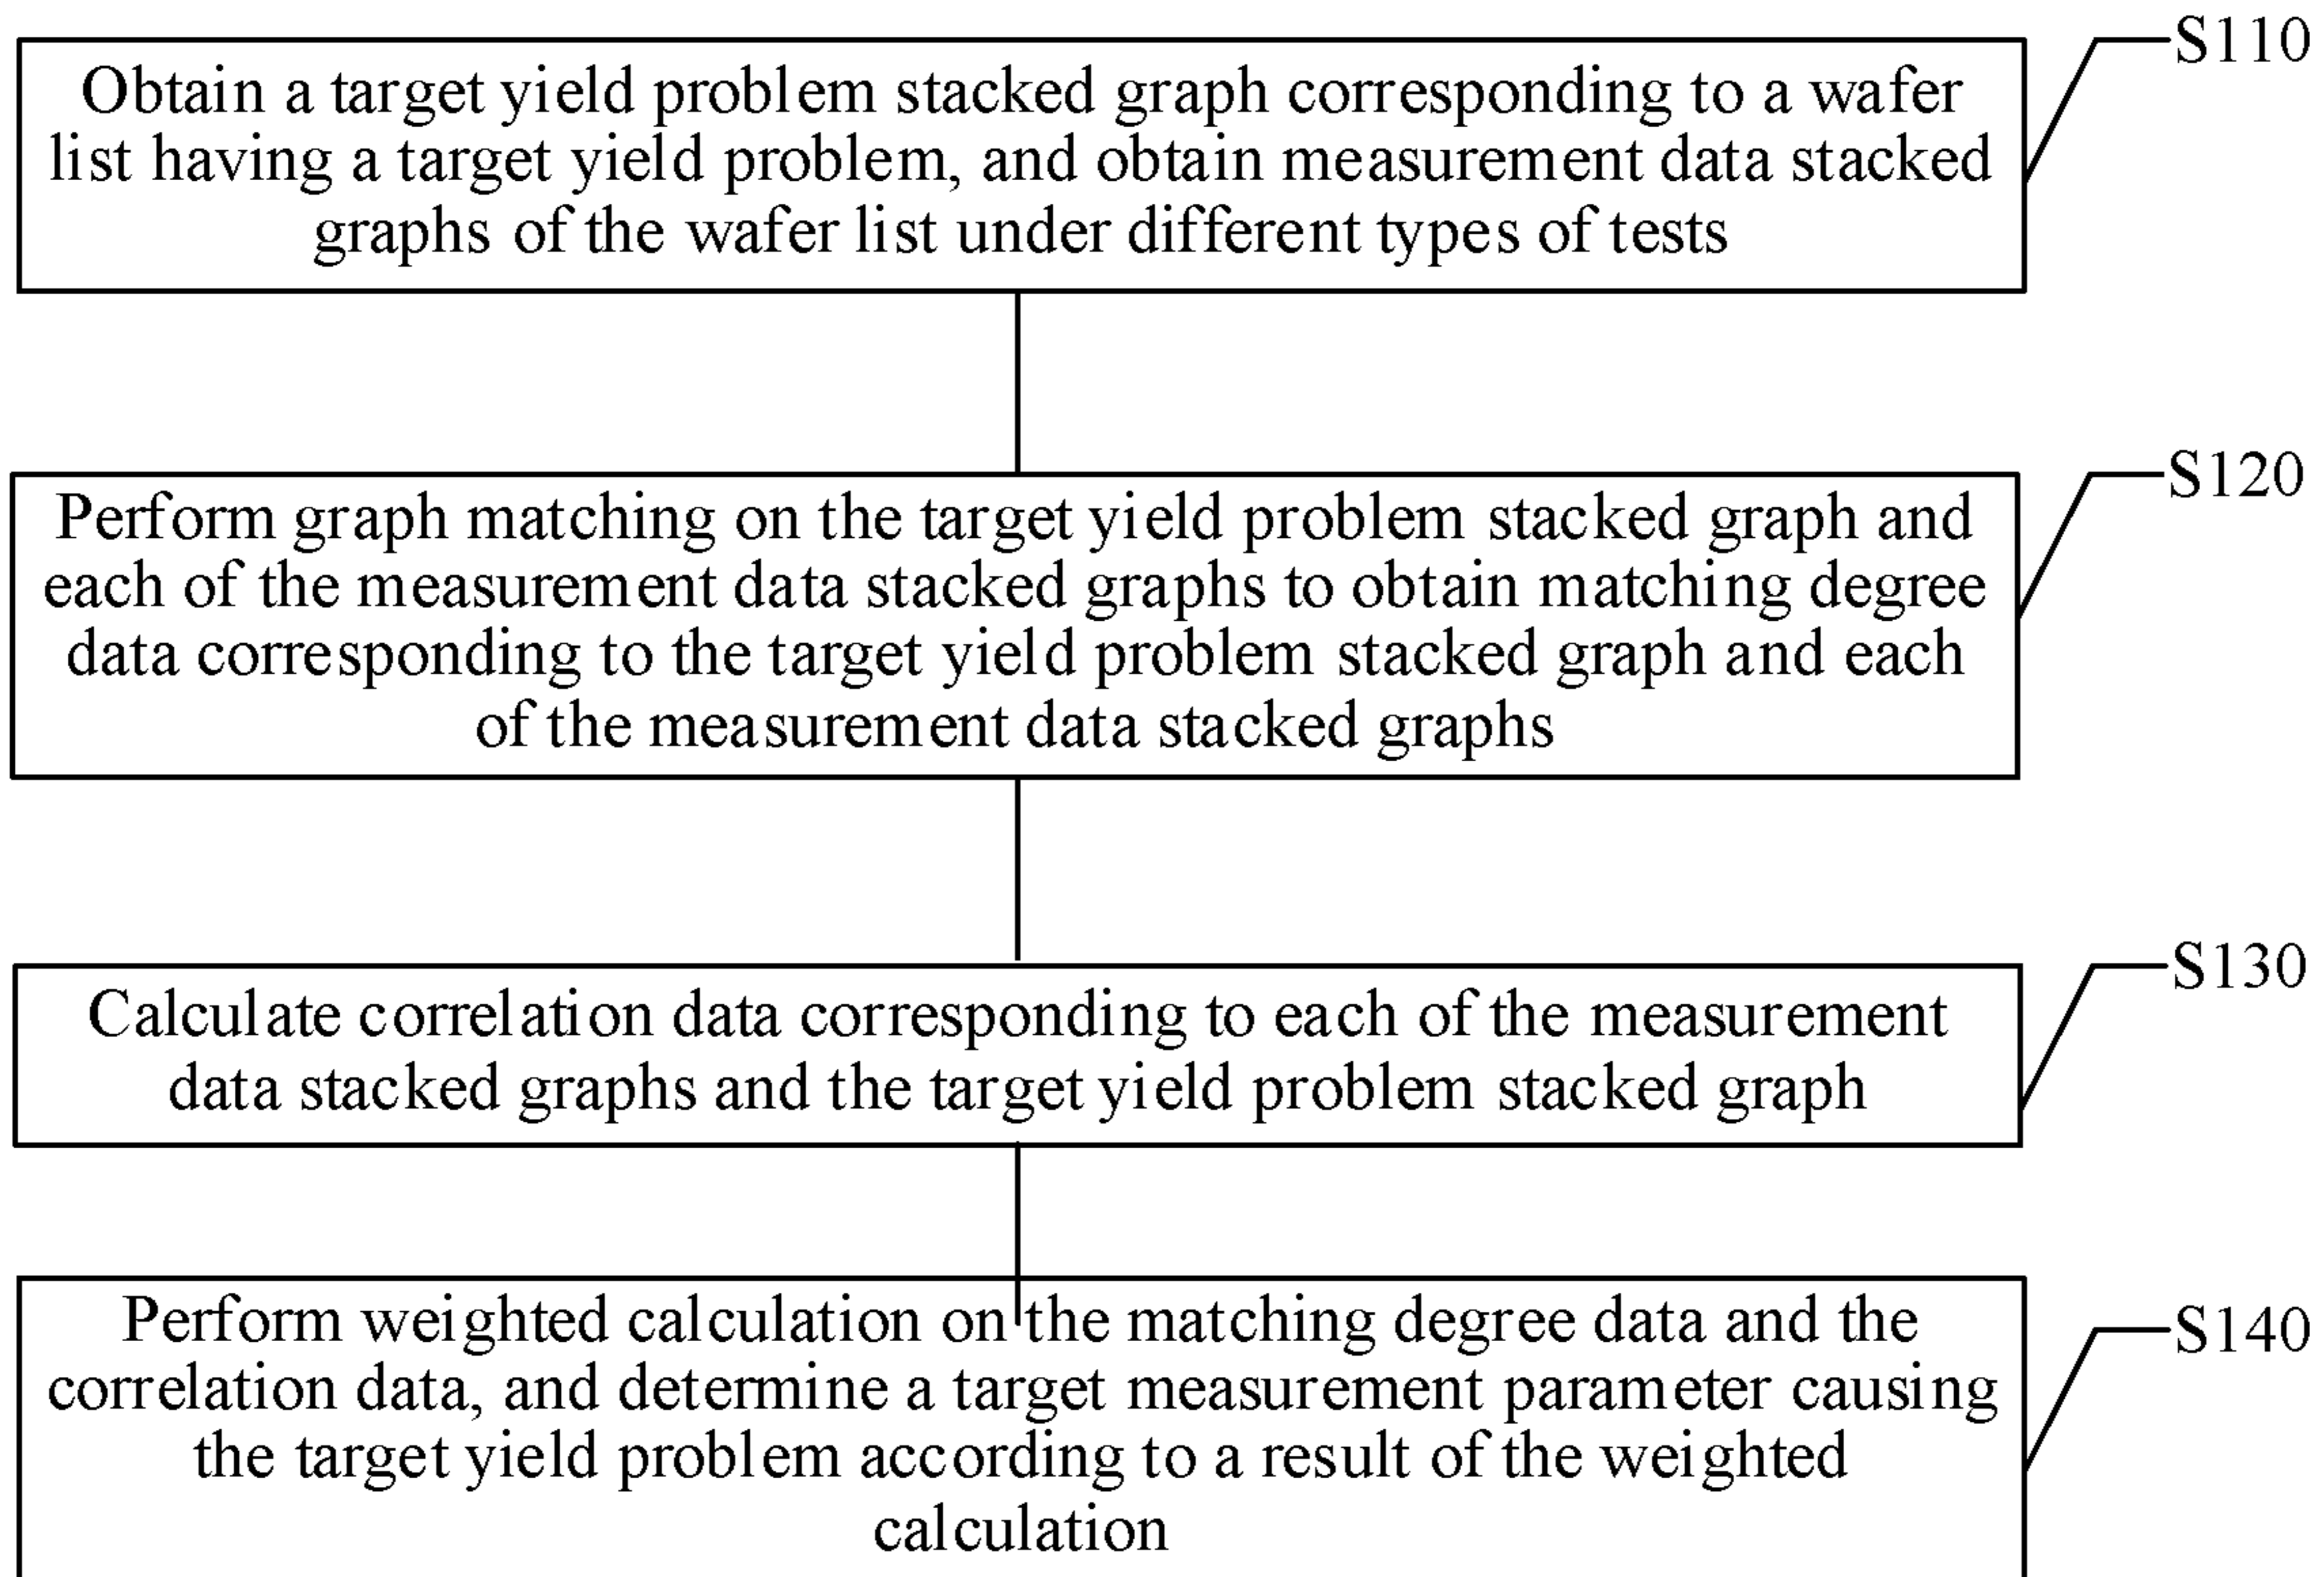 S110
Obtain a target yield problem stacked graph corresponding to a wafer
list having a target yield problem, and obtain measurement data stacked
graphs of the wafer list under different types of tests
S120
Perform graph matching on the target yield problem stacked graph and
each of the measurement data stacked graphs to obtain matching degree
data corresponding to the target yield problem stacked graph and each
of the measurement data stacked graphs
S130
Calculate correlation data corresponding to each of the measurement
data stacked graphs and the target yield problem stacked graph
S140
Perform weighted calculation on the matching degree data and the
correlation data, and determine a target measurement parameter causing
the target yield problem according to a result of the weighted
calculation